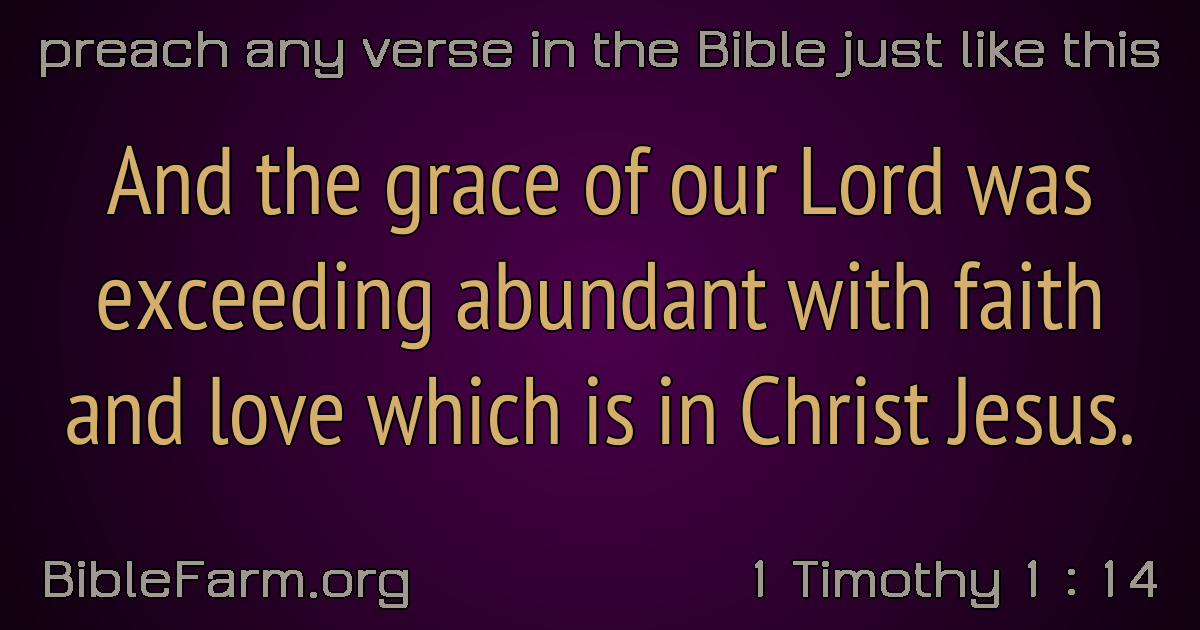 preach any verse in the Bible just like this
And the grace of our Lord was
exceeding abundant with faith
and love which is in Christ Jesus.
BibleFarm.org
1 Timothy 1 : 14